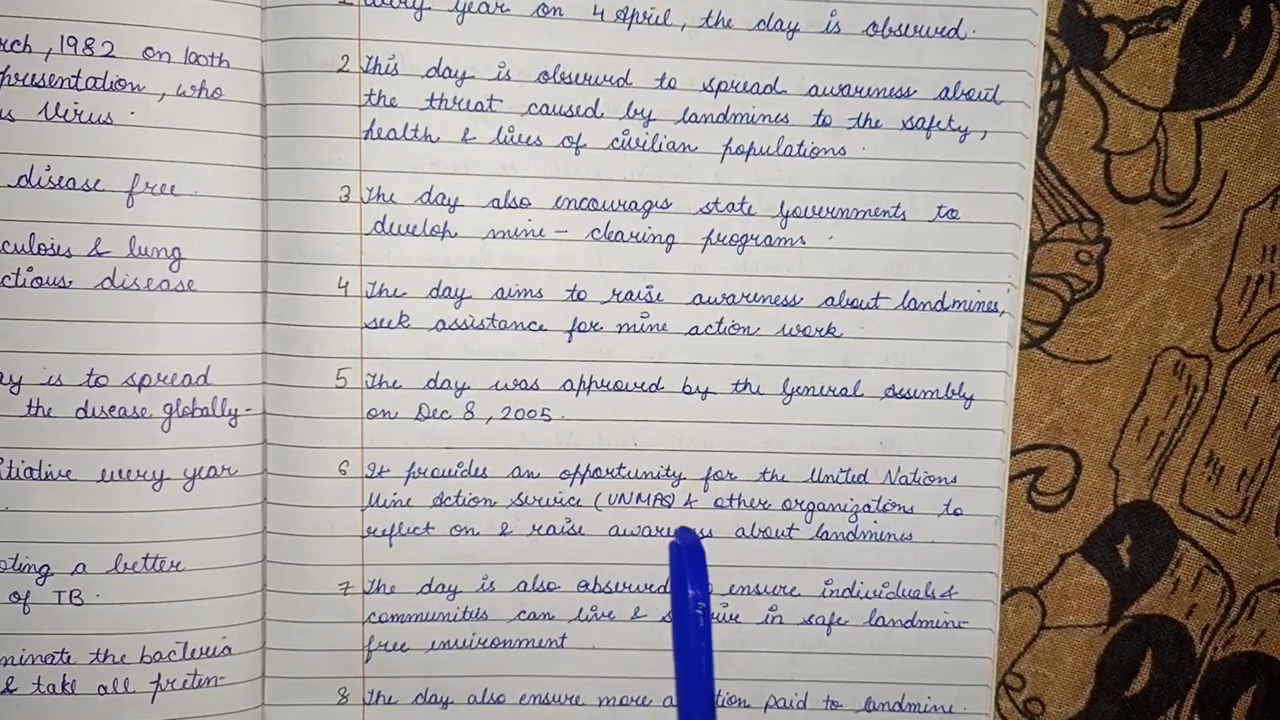 rch, 1982 on 100th
presentation, who
s Virus.
disease free.
culosis & lung
ctious disease
ay is to spread
the disease globally-
itiative every year
oting a better
of TB.
minate the bacteria
& take all preten-
1 Every year on 4 April, the day is observed.
2 This day is observed to spread awareness about
the threat caused by landmines to the safety,
health & lives of civilian populations.
3 The day also encourages state governments to
develop mine-clearing programs.
4 The day aims to raise awareness about landmines,
seek assistance for mine action work.
5 The day was approved by the General Assembly
on Dec 8, 2005.
6 It provides an opportunity for the United Nations
Mine Action Service (UNMAS) & other organizations to
reflect on & raise awareness about landmines.
7 The day is also observed ensure individuals &
communities can live & in safe landmine
free environment
8 The day also ensure more paid to landmine.